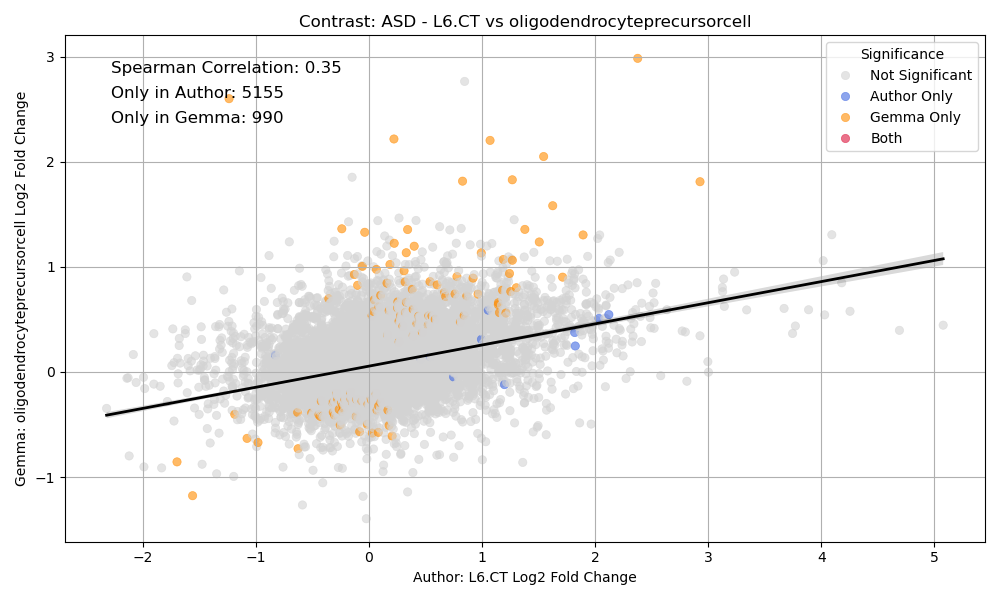 Contrast: ASD - L6.CT vs oligodendrocyteprecursorcell
Spearman Correlation: 0.35
Only in Author: 5155
Only in Gemma: 990
Significance
Not Significant
Author Only
Gemma Only
Both
Gemma: oligodendrocyteprecursorcell Log2 Fold Change
3
2
1
0
−1
−2
−1
0
1
2
3
4
5
Author: L6.CT Log2 Fold Change